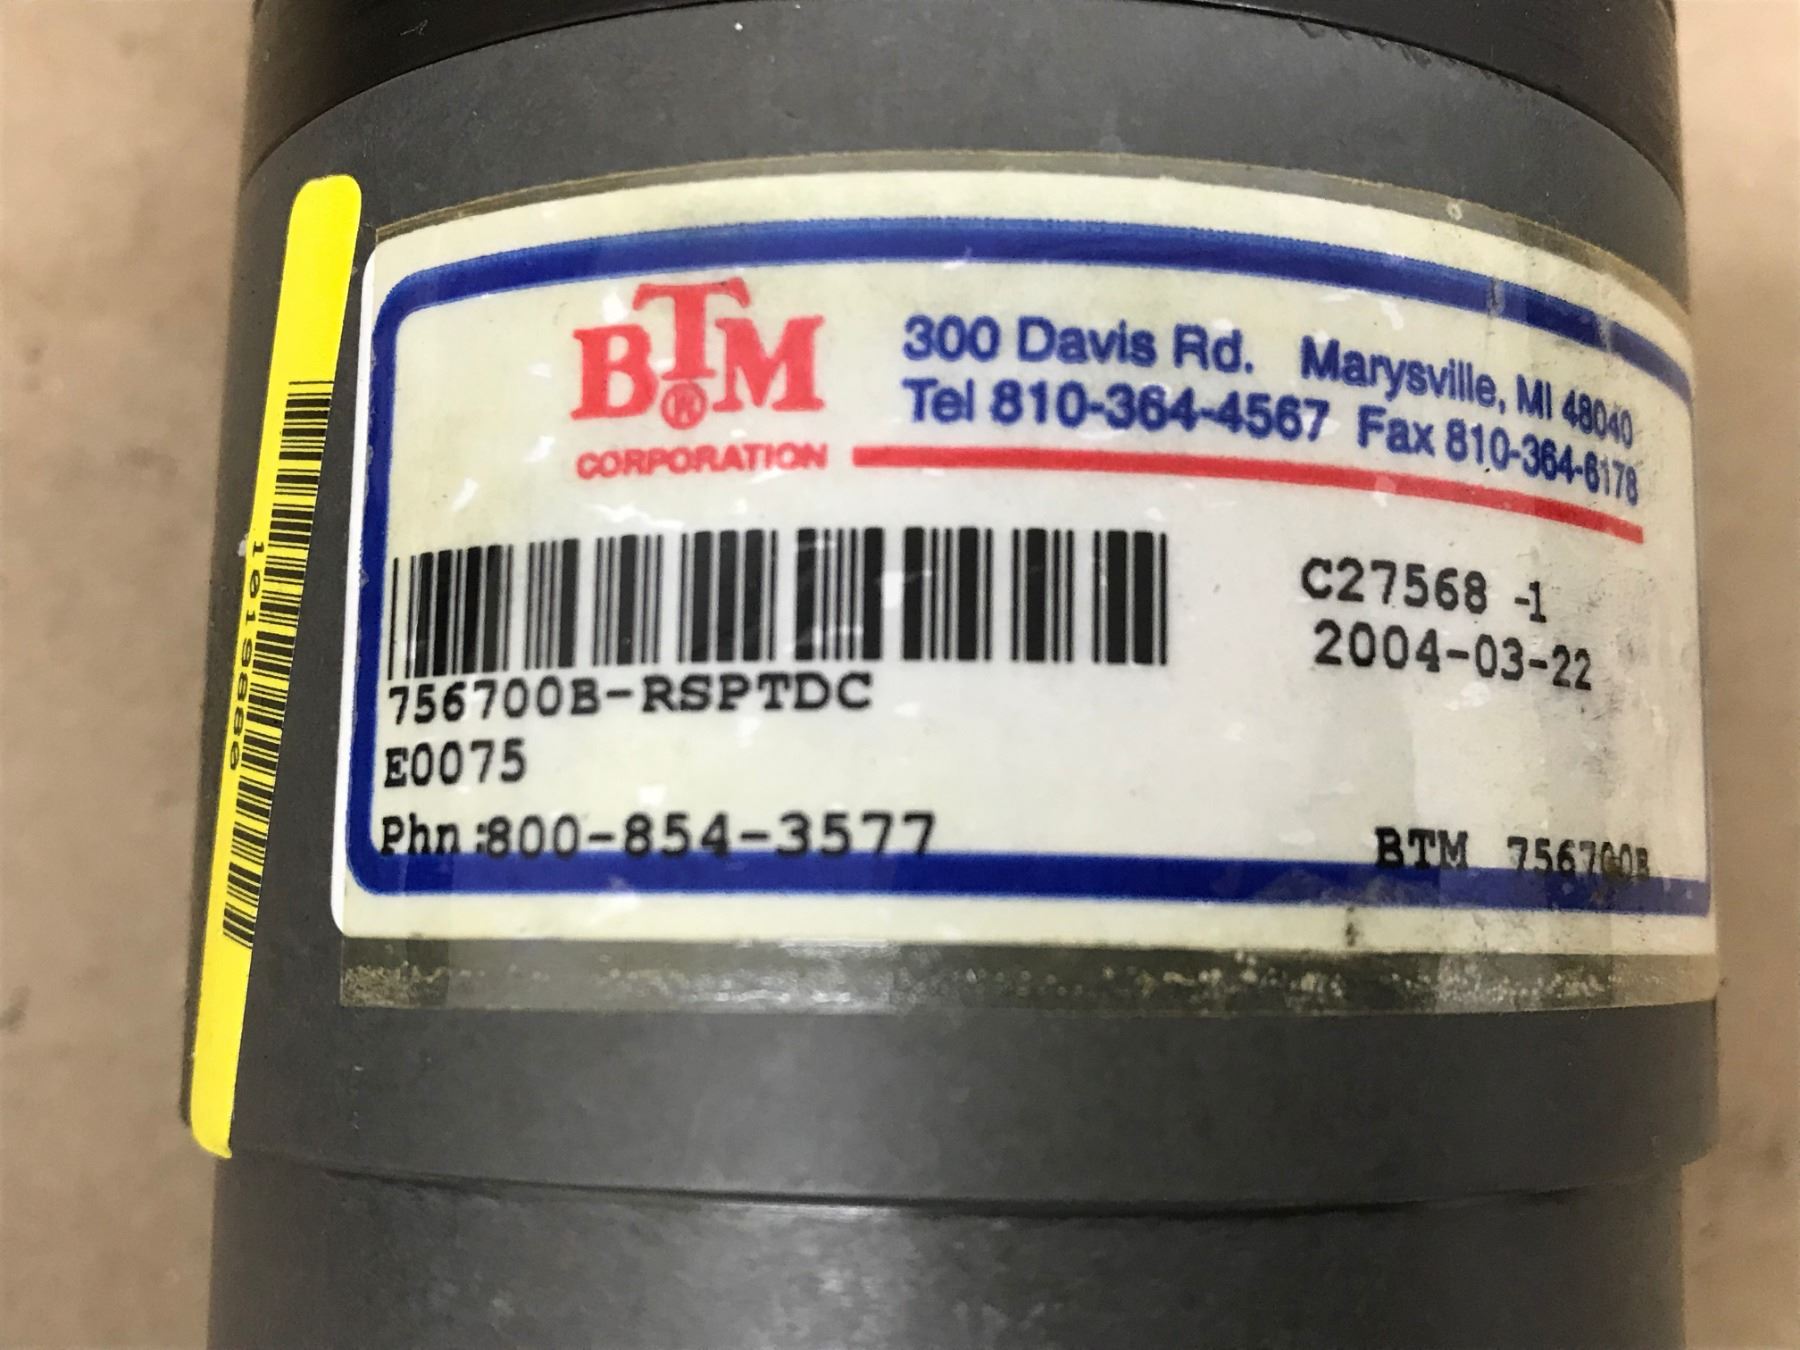 BTM®
CORPORATION
300 Davis Rd. Marysville, MI 48040
Tel 810-364-4567 Fax 810-364-6178
C27568 -1
2004-03-22
756700B-RSPTDC
E0075
Phn:800-854-3577
BTM 756700B